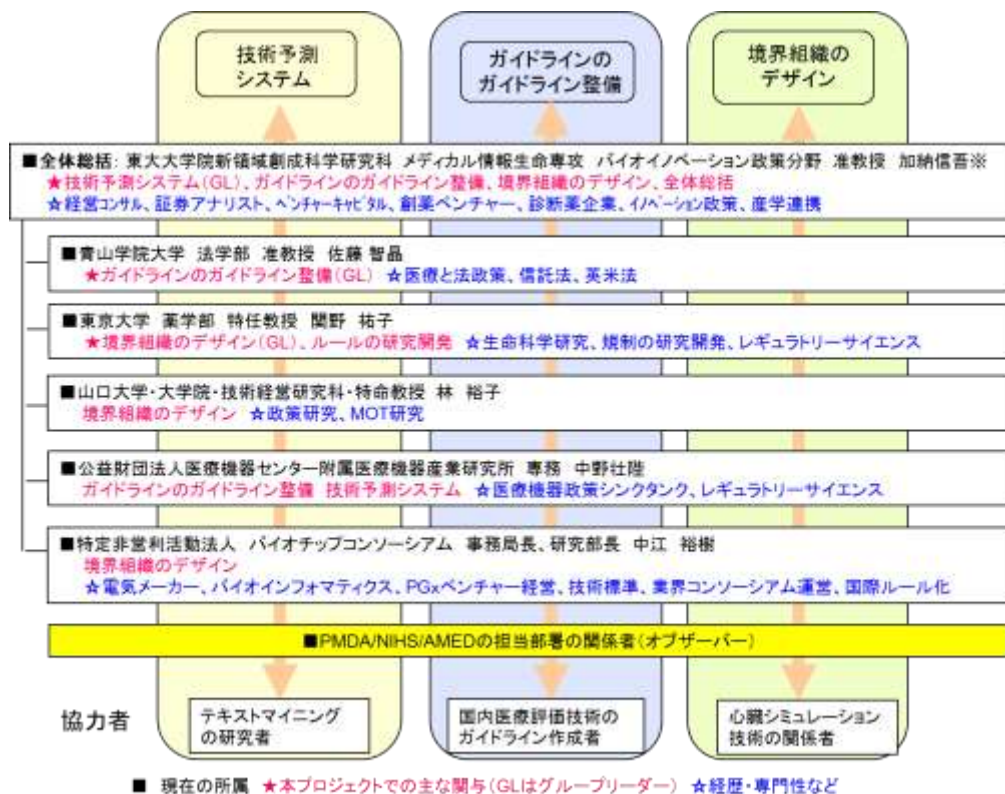 技術予測
システム
ガイドラインの
ガイドライン整備
境界組織の
デザイン
■全体総括: 東大大学院新領域創成科学研究科 メディカル情報生命専攻 バイオイノベーション政策分野 准教授 加納信吾※
★技術予測システム(GL)、ガイドラインのガイドライン整備、境界組織のデザイン、全体総括
☆経営コンサル、証券アナリスト、ベンチャーキャピタル、創薬ベンチャー、診断薬企業、イノベーション政策、産学連携
■青山学院大学 法学部 准教授 佐藤 智晶
★ガイドラインのガイドライン整備(GL) ☆医療と法政策、信託法、英米法
■東京大学 薬学部 特任教授 関野 祐子
★境界組織のデザイン(GL)、ルールの研究開発 ☆生命科学研究、規制の研究開発、レギュラトリーサイエンス
■山口大学・大学院・技術経営研究科・特命教授 林 裕子
境界組織のデザイン ☆政策研究、MOT研究
■公益財団法人医療機器センター附属医療機器産業研究所 専務 中野壮陛
ガイドラインのガイドライン整備 技術予測システム ☆医療機器政策シンクタンク、レギュラトリーサイエンス
■特定非営利活動法人 バイオチップコンソーシアム 事務局長、研究部長 中江 裕樹
境界組織のデザイン
☆電気メーカー、バイオインフォマティクス、PGxベンチャー経営、技術標準、業界コンソーシアム運営、国際ルール化
■PMDA/NIHS/AMEDの担当部署の関係者(オブザーバー)
協力者
テキストマイニング
の研究者
国内医療評価技術の
ガイドライン作成者
心臓シミュレーション
技術の関係者
■ 現在の所属 ★本プロジェクトでの主な関与(GLはグループリーダー) ☆経歴・専門性など